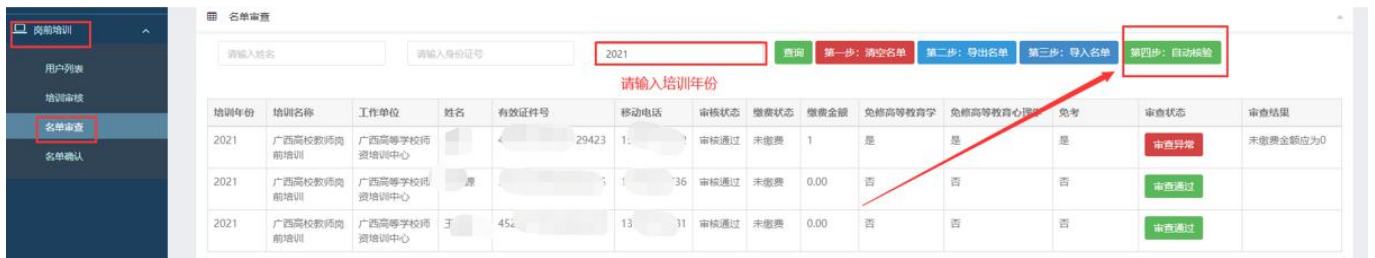 岗前培训
用户列表
培训审核
名单审查
名单确认
名单审查
请输入姓名 请输入身份证号 2021 查询 第一步：清空名单 第二步：导出名单 第三步：导入名单 第四步：自动核验
请输入培训年份
培训年份 培训名称 工作单位 姓名 有效证件号 移动电话 审核状态 缴费状态 缴费金额 免修高等教育学 免修高等教育心理学 免考 审查状态 审查结果
2021 广西高校教师岗 广西高等学校师 29423 审核通过 未缴费 1 是 是 是 审查异常 未缴费金额应为0
前培训 资培训中心
2021 广西高校教师岗 广西高等学校师 源 736 审核通过 未缴费 0.00 否 否 否 审查通过
前培训 资培训中心
2021 广西高校教师岗 广西高等学校师 王 452 13 31 审核通过 未缴费 0.00 否 否 否 审查通过
前培训 资培训中心